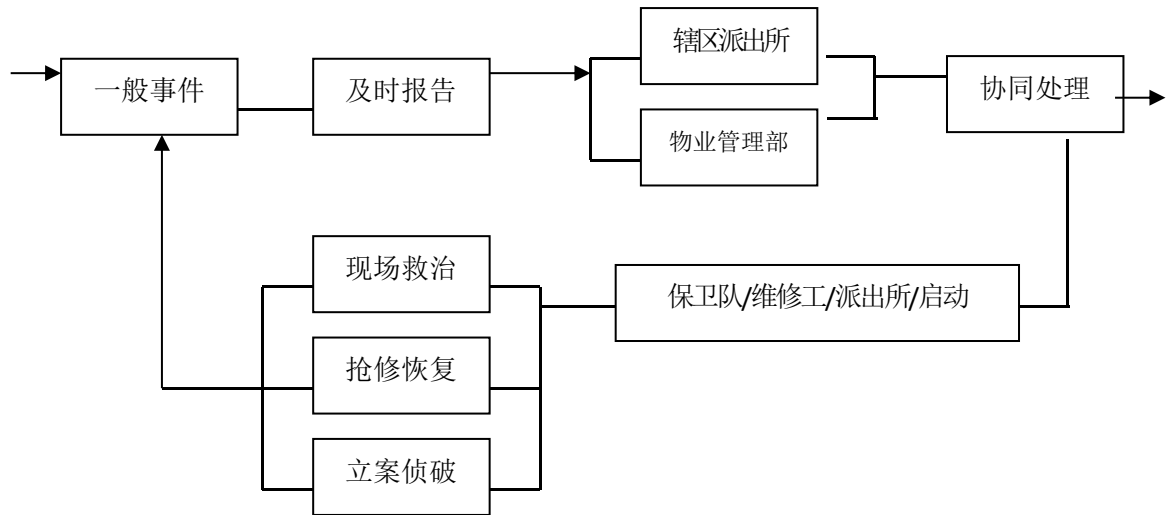 辖区派出所
一般事件
及时报告
协同处理
物业管理部
现场救治
保卫队/维修工/派出所/启动
抢修恢复
立案侦破